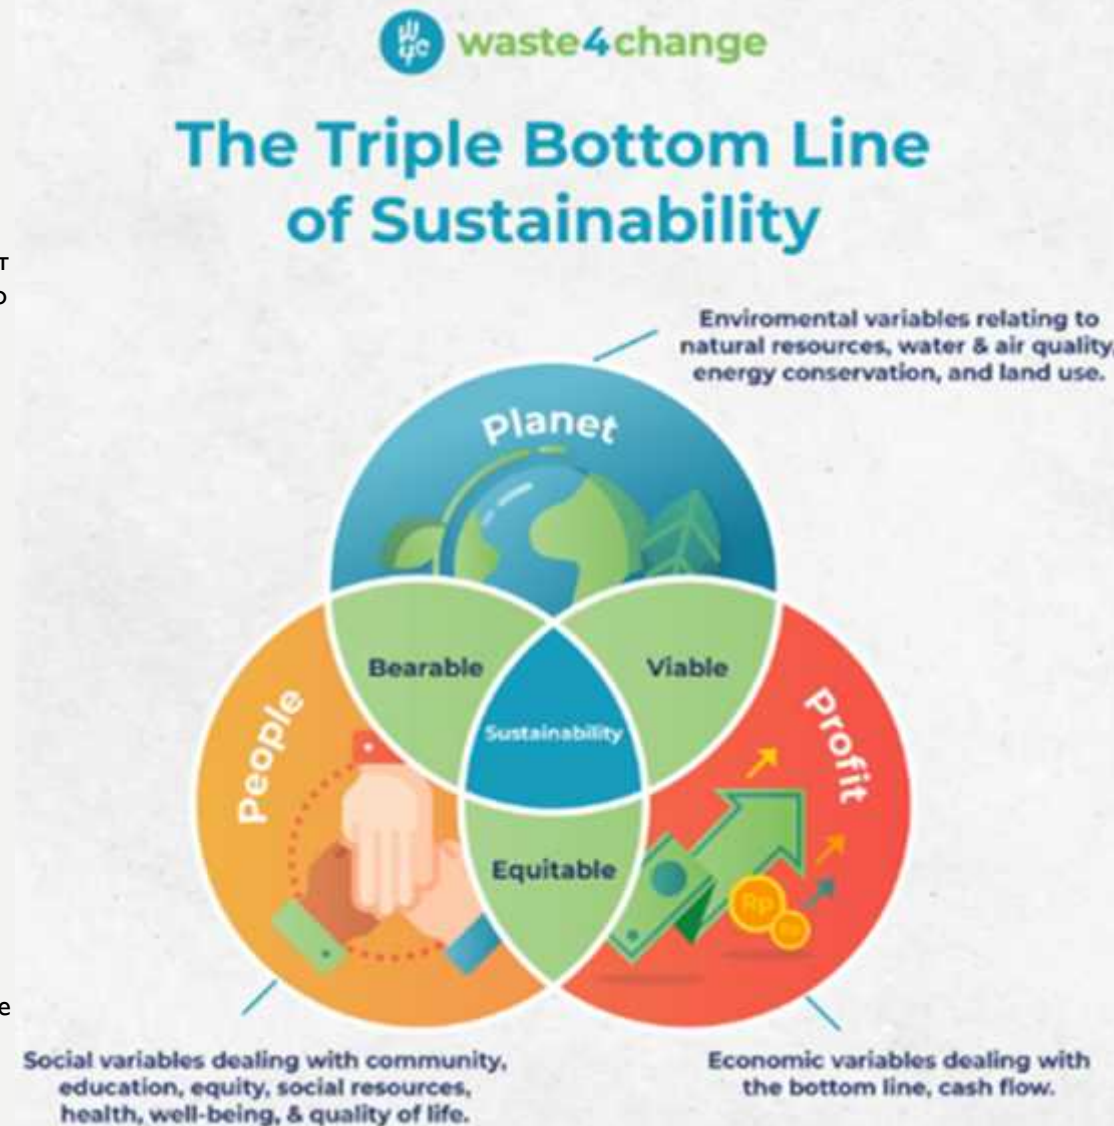 waste4change
The Triple Bottom Line
of Sustainability
T
Enviromental variables relating to
natural resources, water & air quality,
energy conservation, and land use.
Planet
Bearable
Viable
People
Sustainability
Profit
Equitable
Rp
e
Social variables dealing with community,
education, equity, social resources,
health, well-being, & quality of life.
Economic variables dealing with
the bottom line, cash flow.